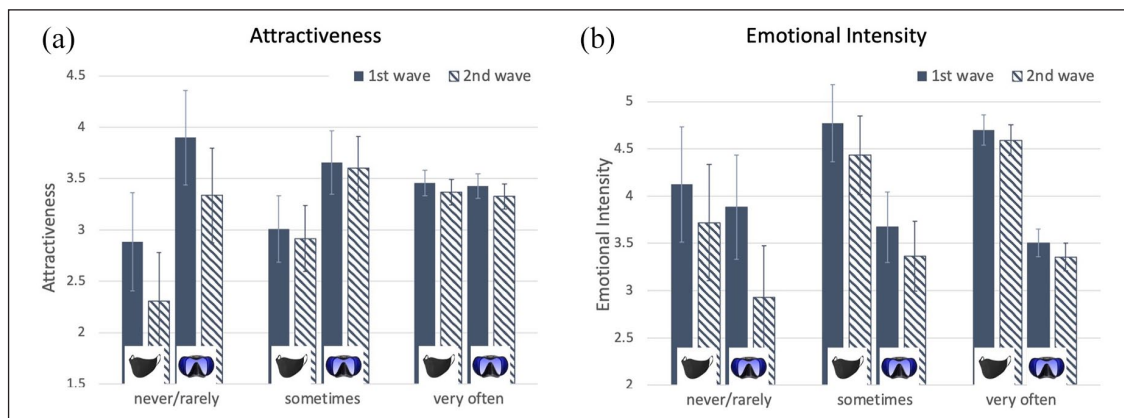 (a)
Attractiveness
1st wave 2nd wave
4.5
4
3.5
3
2.5
2
1.5
Attractiveness
never/rarely sometimes very often
(b)
Emotional Intensity
1st wave 2nd wave
5
4.5
4
3.5
3
2.5
2
Emotional Intensity
never/rarely sometimes very often